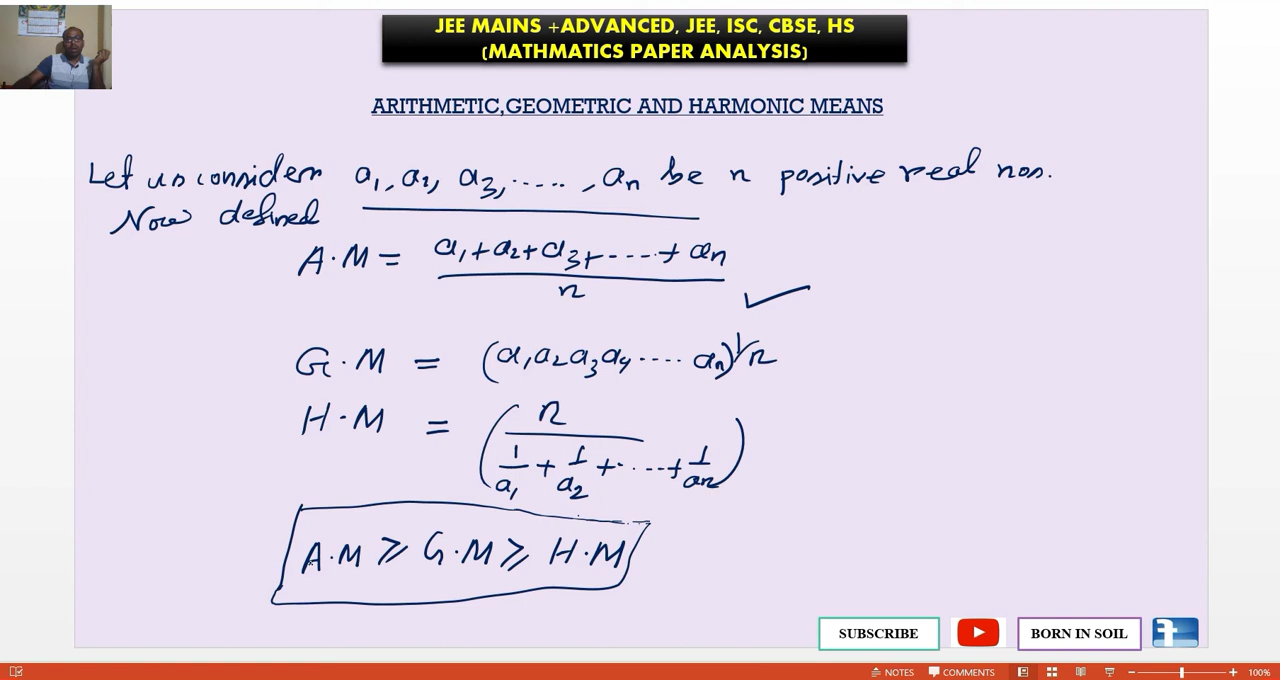 JEE MAINS +ADVANCED, JEE, ISC, CBSE, HS
(MATHMATICS PAPER ANALYSIS)
ARITHMETIC,GEOMETRIC AND HARMONIC MEANS
Let us consider a1, a2, a3, ....., an be n positive real nos.
Now defined
A.M = (a1+a2+a3+.....+an)/n ✓
G.M = (a1a2a3a4.....an)^1/n
H.M = (n/(1/a1 + 1/a2 + ..... + 1/an))
A.M ⩾ G.M ⩾ H.M
SUBSCRIBE
BORN IN SOIL
f
NOTES
COMMENTS
100%